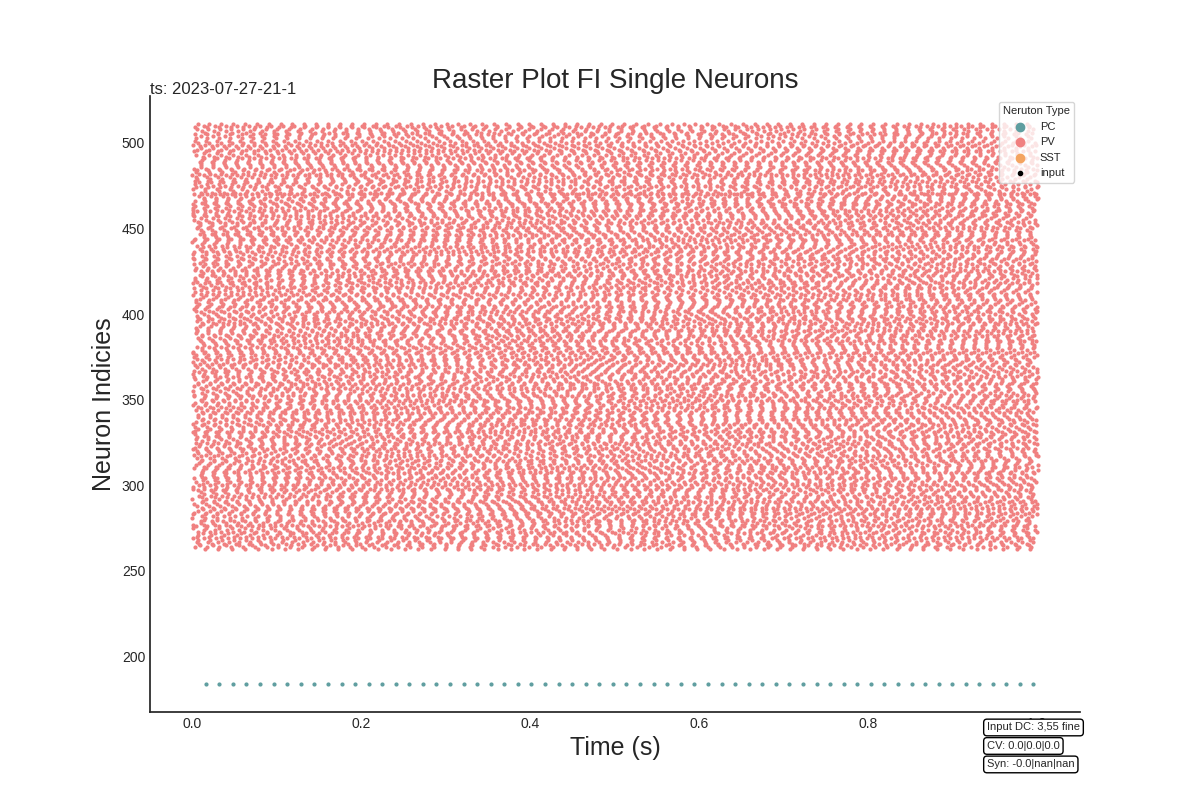 Raster Plot FI Single Neurons
ts: 2023-07-27-21-1
Neruton Type
PC
PV
SST
input
Neuron Indicies
500
450
400
350
300
250
200
0.0
0.2
0.4
0.6
0.8
Time (s)
Input DC: 3,55 fine
CV: 0.0|0.0|0.0
Syn: -0.0|nan|nan